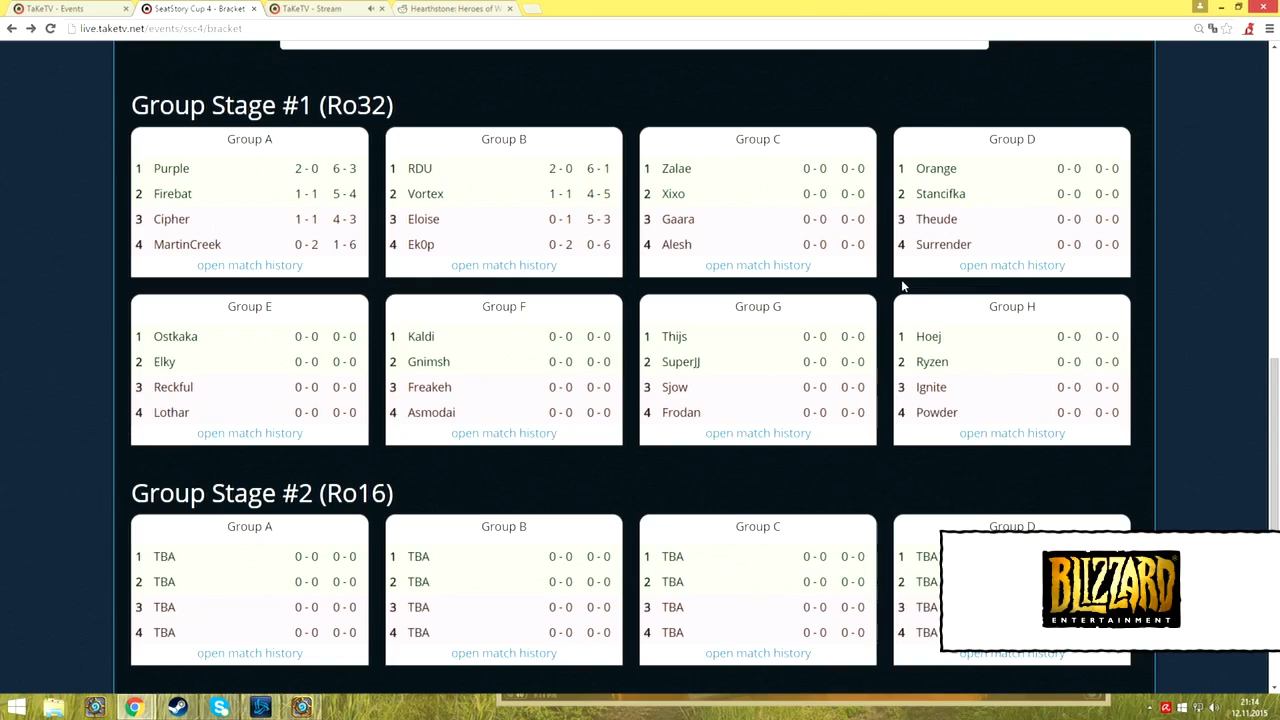 TaKeTV - Events
SeatStory Cup 4 - Bracket
TaKeTV - Stream
Hearthstone: Heroes of W
live.taketv.net/events/ssc4/bracket
Group Stage #1 (Ro32)
Group A
1 Purple 2 - 0 6 - 3
2 Firebat 1 - 1 5 - 4
3 Cipher 1 - 1 4 - 3
4 MartinCreek 0 - 2 1 - 6
open match history
Group B
1 RDU 2 - 0 6 - 1
2 Vortex 1 - 1 4 - 5
3 Eloise 0 - 1 5 - 3
4 Ek0p 0 - 2 0 - 6
open match history
Group C
1 Zalae 0 - 0 0 - 0
2 Xixo 0 - 0 0 - 0
3 Gaara 0 - 0 0 - 0
4 Alesh 0 - 0 0 - 0
open match history
Group D
1 Orange 0 - 0 0 - 0
2 Stancifka 0 - 0 0 - 0
3 Theude 0 - 0 0 - 0
4 Surrender 0 - 0 0 - 0
open match history
Group E
1 Ostkaka 0 - 0 0 - 0
2 Elky 0 - 0 0 - 0
3 Reckful 0 - 0 0 - 0
4 Lothar 0 - 0 0 - 0
open match history
Group F
1 Kaldi 0 - 0 0 - 0
2 Gnimsh 0 - 0 0 - 0
3 Freakeh 0 - 0 0 - 0
4 Asmodai 0 - 0 0 - 0
open match history
Group G
1 Thijs 0 - 0 0 - 0
2 SuperJJ 0 - 0 0 - 0
3 Sjow 0 - 0 0 - 0
4 Frodan 0 - 0 0 - 0
open match history
Group H
1 Hoej 0 - 0 0 - 0
2 Ryzen 0 - 0 0 - 0
3 Ignite 0 - 0 0 - 0
4 Powder 0 - 0 0 - 0
open match history
Group Stage #2 (Ro16)
Group A
1 TBA 0 - 0 0 - 0
2 TBA 0 - 0 0 - 0
3 TBA 0 - 0 0 - 0
4 TBA 0 - 0 0 - 0
open match history
Group B
1 TBA 0 - 0 0 - 0
2 TBA 0 - 0 0 - 0
3 TBA 0 - 0 0 - 0
4 TBA 0 - 0 0 - 0
open match history
Group C
1 TBA 0 - 0 0 - 0
2 TBA 0 - 0 0 - 0
3 TBA 0 - 0 0 - 0
4 TBA 0 - 0 0 - 0
open match history
Group D
1 TBA
2 TBA
3 TBA
4 TBA
open match history
BLIZZARD
ENTERTAINMENT
21:14
12.11.2015